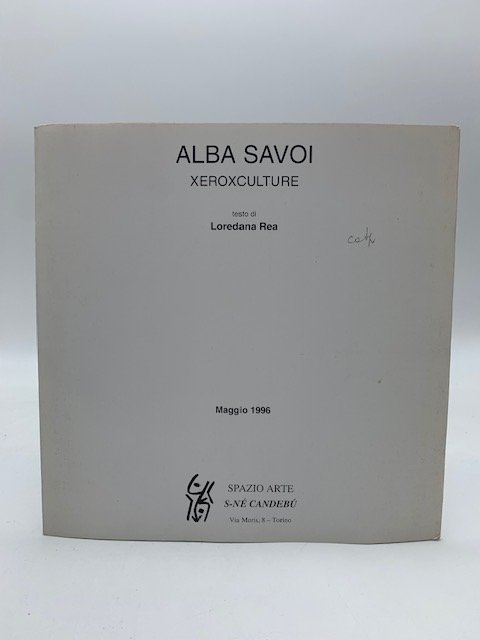 ALBA SAVOI
XEROXCULTURE
testo di
Loredana Rea
Maggio 1996
SPAZIO ARTE
S-NÉ CANDEBÚ
Via Moris, 8 – Torino